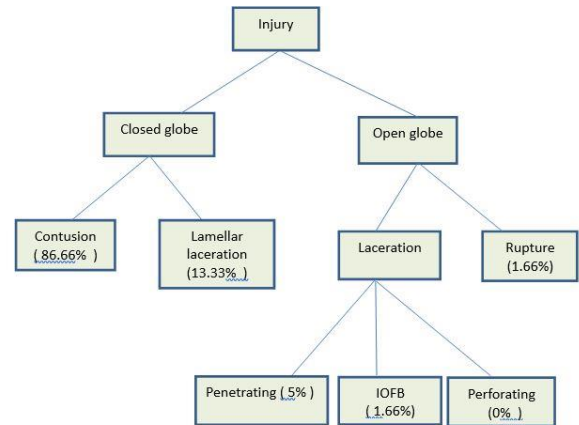 Injury
Closed globe
Open globe
Contusion
( 86.66% )
Lamellar
laceration
(13.33% )
Laceration
Rupture
(1.66%)
Penetrating ( 5% )
IOFB
( 1.66%)
Perforating
(0% )